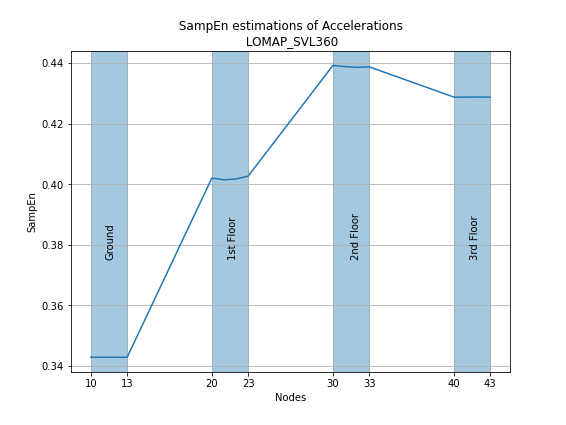 SampEn estimations of Accelerations
LOMAP_SVL360
0.44
0.42
0.40
0.38
0.36
0.34
SampEn
Ground
1st Floor
2nd Floor
3rd Floor
10 13 20 23 30 33 40 43
Nodes